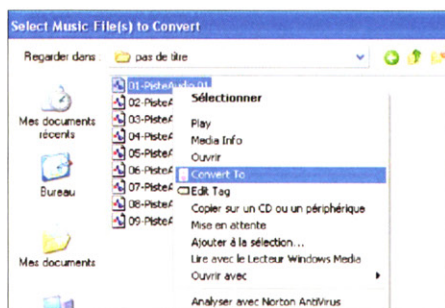 Select Music File(s) to Convert
Regarder dans :
pas de titre
01-PisteAudio 01
02-PisteA
03-PisteA
04-PisteA
05-PisteA
06-PisteA
07-PisteA
08-PisteA
09-PisteA
Mes documents
récents
Bureau
Mes documents
Sélectionner
Play
Media Info
Ouvrir
Convert To
Edit Tag
Copier sur un CD ou un périphérique
Mise en attente
Ajouter à la sélection...
Lire avec le Lecteur Windows Media
Ouvrir avec
Analyser avec Norton AntiVirus